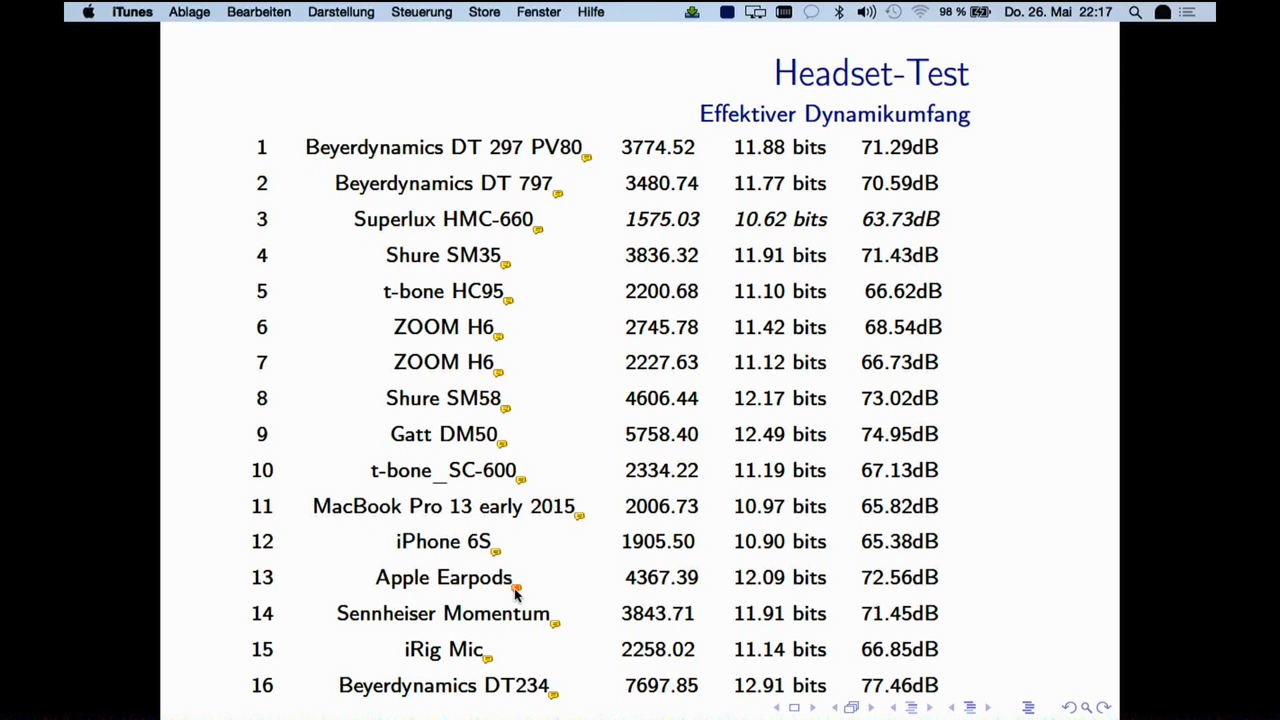 iTunes Ablage Bearbeiten Darstellung Steuerung Store Fenster Hilfe 98 % Do. 26. Mai 22:17
Headset-Test
Effektiver Dynamikumfang
1 Beyerdynamics DT 297 PV80 3774.52 11.88 bits 71.29dB
2 Beyerdynamics DT 797 3480.74 11.77 bits 70.59dB
3 Superlux HMC-660 1575.03 10.62 bits 63.73dB
4 Shure SM35 3836.32 11.91 bits 71.43dB
5 t-bone HC95 2200.68 11.10 bits 66.62dB
6 ZOOM H6 2745.78 11.42 bits 68.54dB
7 ZOOM H6 2227.63 11.12 bits 66.73dB
8 Shure SM58 4606.44 12.17 bits 73.02dB
9 Gatt DM50 5758.40 12.49 bits 74.95dB
10 t-bone_SC-600 2334.22 11.19 bits 67.13dB
11 MacBook Pro 13 early 2015 2006.73 10.97 bits 65.82dB
12 iPhone 6S 1905.50 10.90 bits 65.38dB
13 Apple Earpods 4367.39 12.09 bits 72.56dB
14 Sennheiser Momentum 3843.71 11.91 bits 71.45dB
15 iRig Mic 2258.02 11.14 bits 66.85dB
16 Beyerdynamics DT234 7697.85 12.91 bits 77.46dB